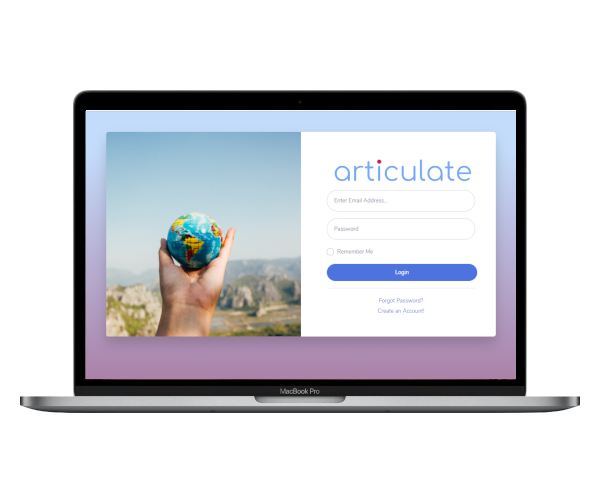 articulate
Enter Email Address...
Password
Remember Me
Login
Forgot Password?
Create an Account!
MacBook Pro